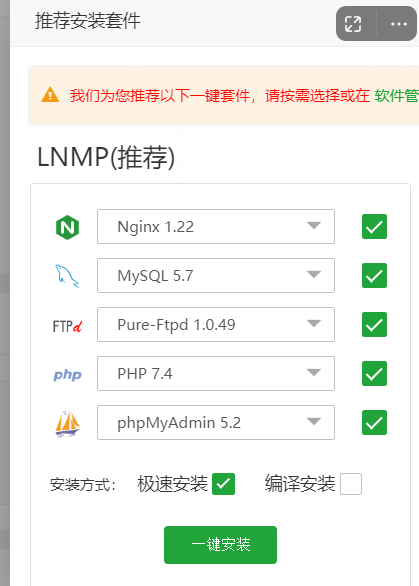 推荐安装套件
我们为您推荐以下一键套件，请按需选择或在 软件管
LNMP(推荐)
Nginx 1.22
MySQL 5.7
FTPd Pure-Ftpd 1.0.49
php PHP 7.4
phpMyAdmin 5.2
安装方式： 极速安装 编译安装
一键安装